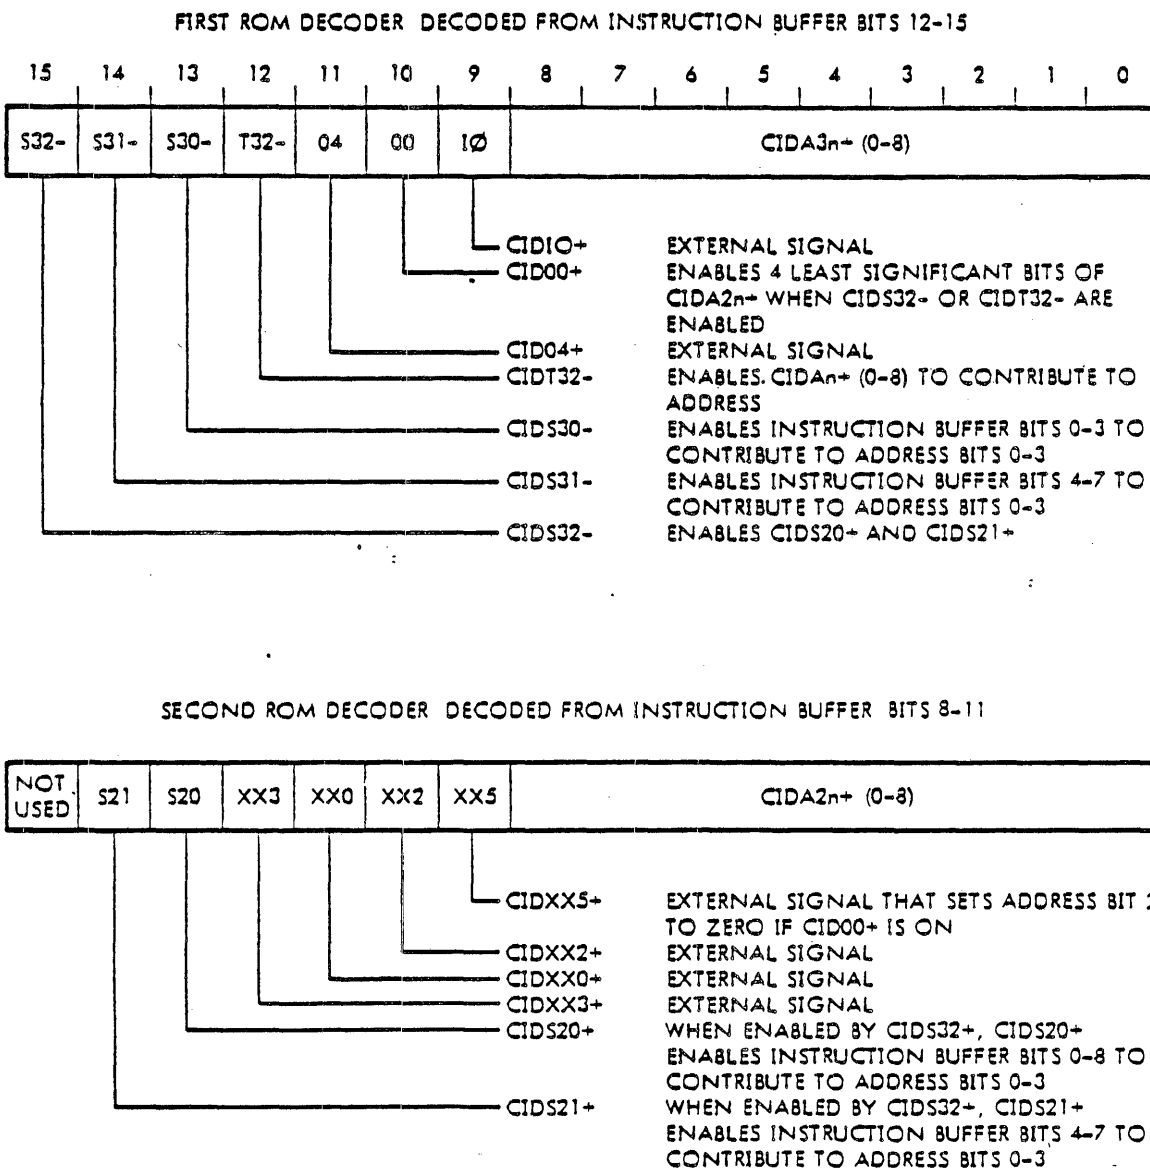 FIRST ROM DECODER DECODED FROM INSTRUCTION BUFFER BITS 12-15
15 14 13 12 11 10 9 8 7 6 5 4 3 2 1 0
S32- S31- S30- T32- 04 00 IØ CIDA3n+ (0-8)
CIDIO+ EXTERNAL SIGNAL
CID00+ ENABLES 4 LEAST SIGNIFICANT BITS OF
CIDA2n+ WHEN CIDS32- OR CIDT32- ARE
ENABLED
CID04+ EXTERNAL SIGNAL
CIDT32- ENABLES CIDAn+ (0-8) TO CONTRIBUTE TO
ADDRESS
CIDS30- ENABLES INSTRUCTION BUFFER BITS 0-3 TO
CONTRIBUTE TO ADDRESS BITS 0-3
CIDS31- ENABLES INSTRUCTION BUFFER BITS 4-7 TO
CONTRIBUTE TO ADDRESS BITS 0-3
CIDS32- ENABLES CIDS20+ AND CIDS21+
SECOND ROM DECODER DECODED FROM INSTRUCTION BUFFER BITS 8-11
NOT USED S21 S20 XX3 XX0 XX2 XX5 CIDA2n+ (0-8)
CIDXX5+ EXTERNAL SIGNAL THAT SETS ADDRESS BIT
TO ZERO IF CID00+ IS ON
CIDXX2+ EXTERNAL SIGNAL
CIDXX0+ EXTERNAL SIGNAL
CIDXX3+ EXTERNAL SIGNAL
CIDS20+ WHEN ENABLED BY CIDS32+, CIDS20+
ENABLES INSTRUCTION BUFFER BITS 0-8 TO
CONTRIBUTE TO ADDRESS BITS 0-3
CIDS21+ WHEN ENABLED BY CIDS32+, CIDS21+
ENABLES INSTRUCTION BUFFER BITS 4-7 TO
CONTRIBUTE TO ADDRESS BITS 0-3